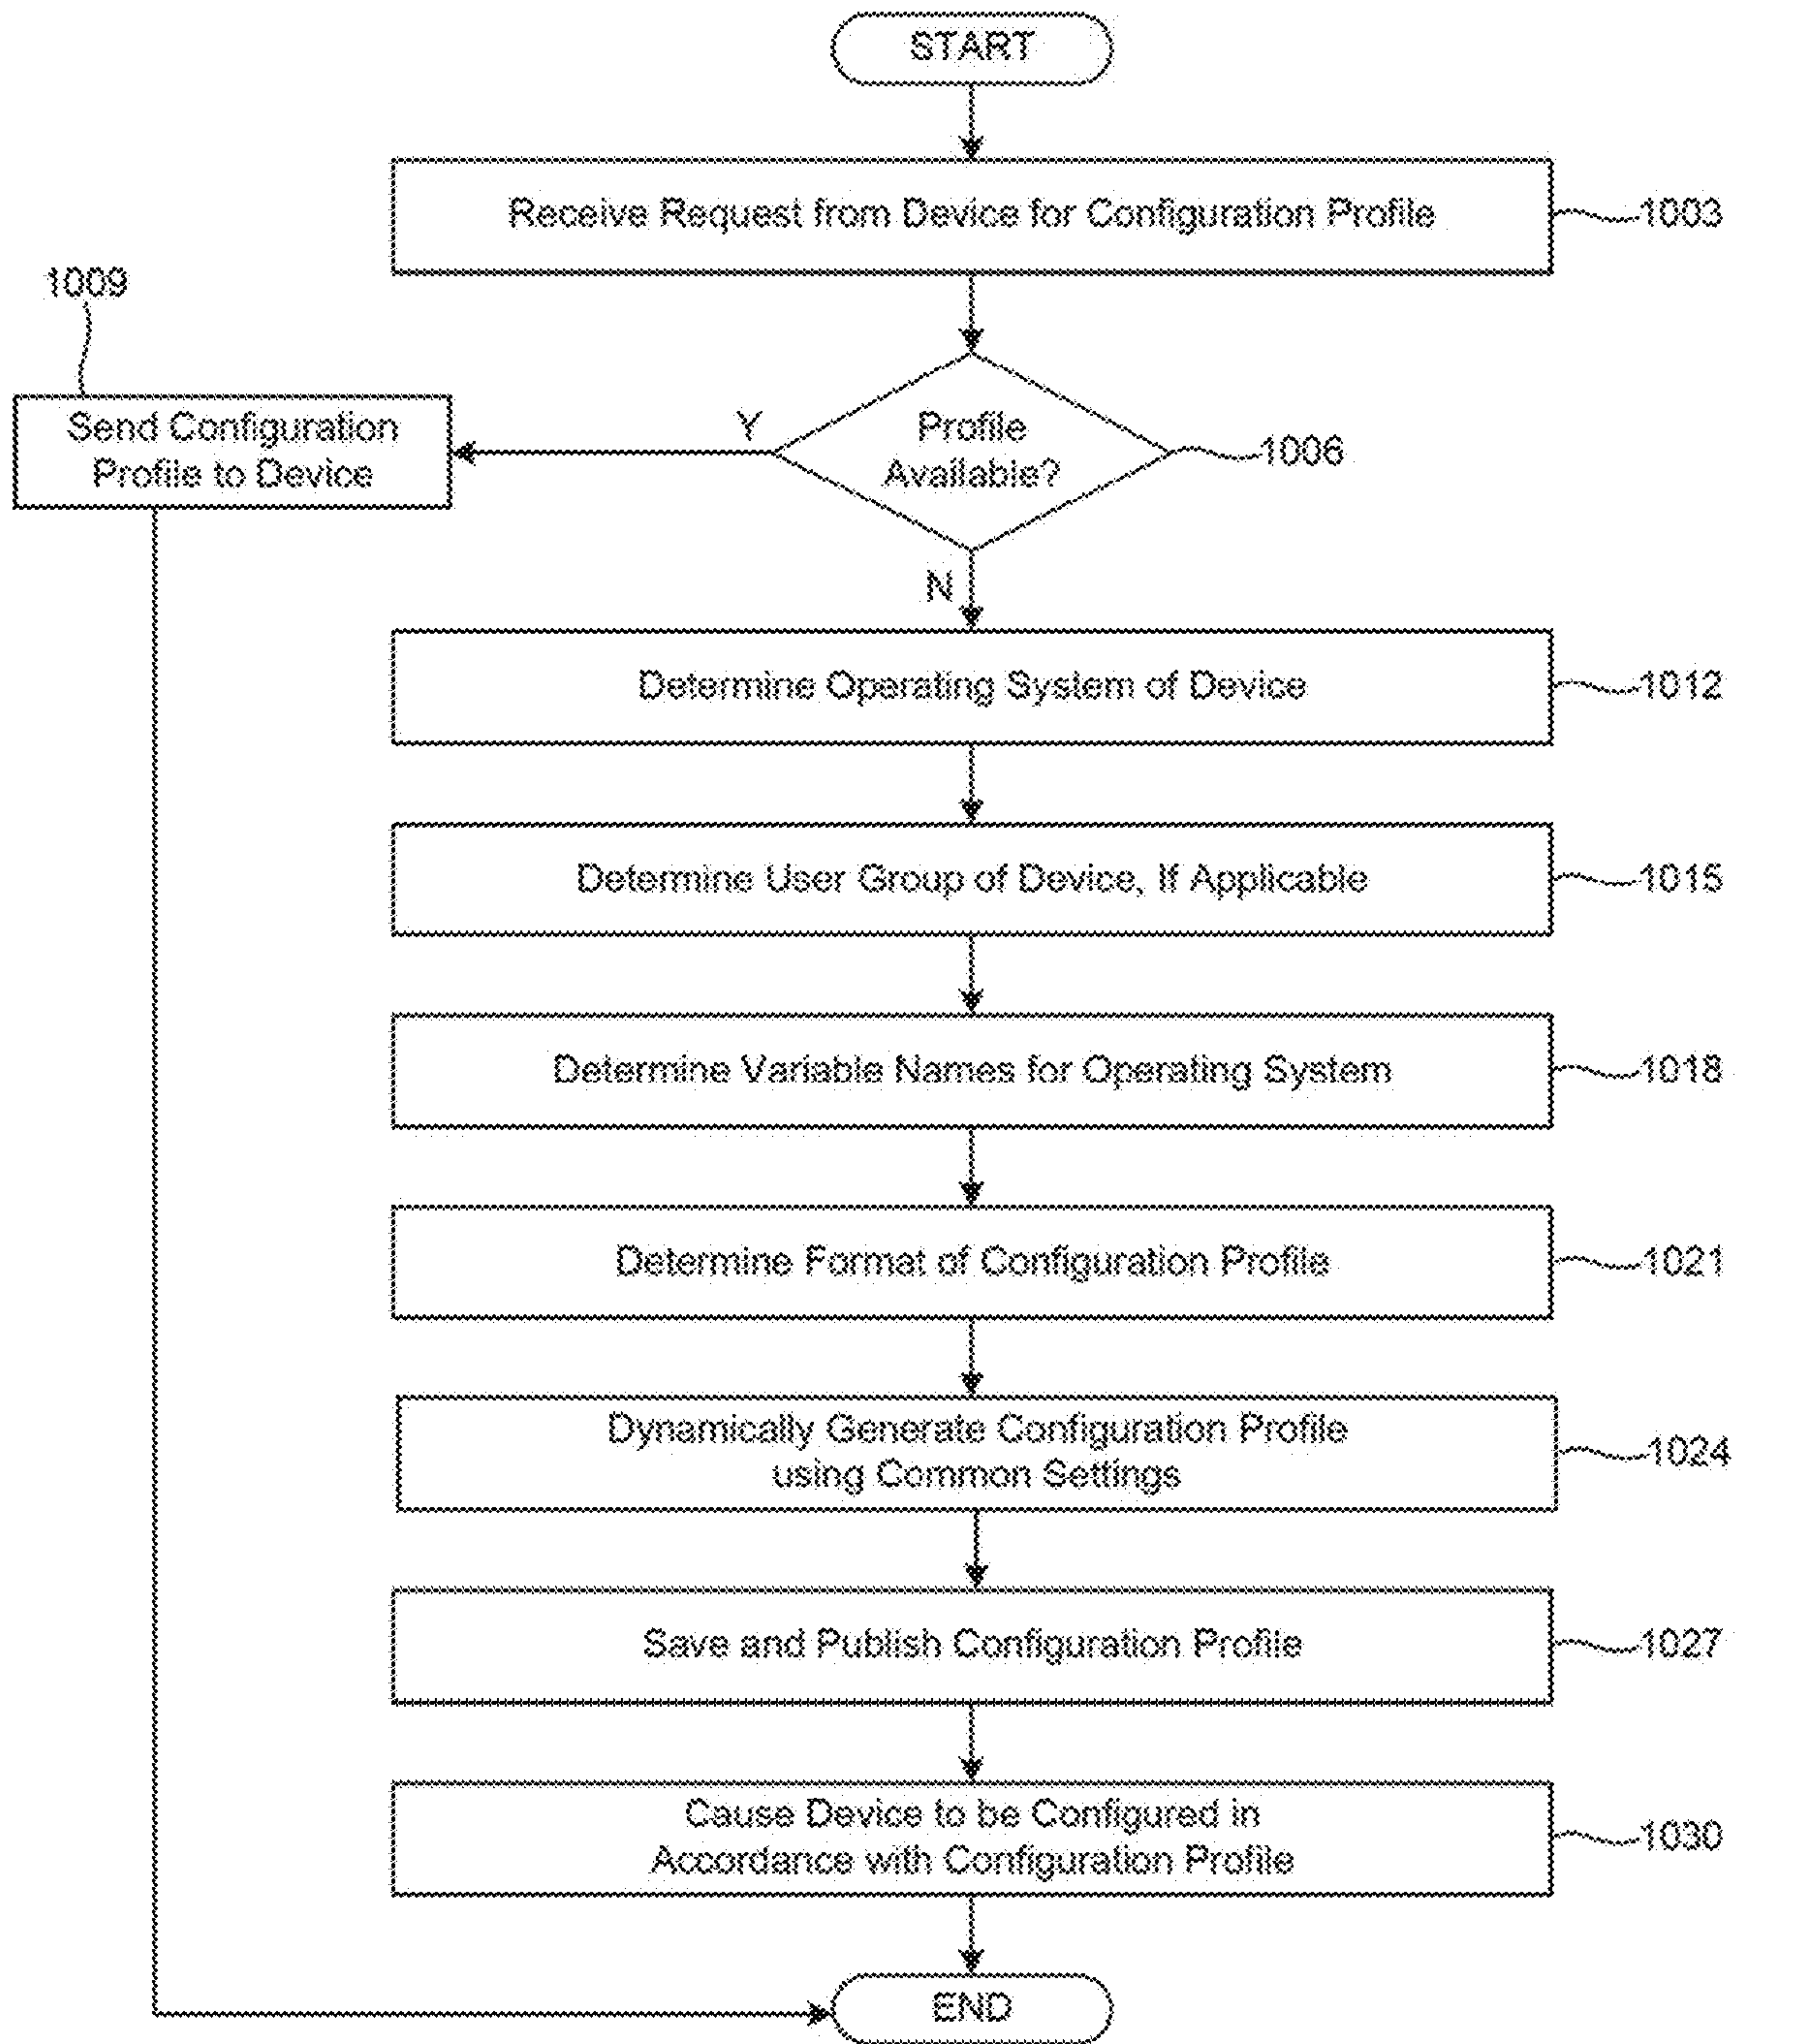 START
Receive Request from Device for Configuration Profile
1003
1009
Send Configuration
Profile to Device
Y
Profile
Available?
1006
N
Determine Operating System of Device
1012
Determine User Group of Device, If Applicable
1015
Determine Variable Names for Operating System
1018
Determine Format of Configuration Profile
1021
Dynamically Generate Configuration Profile
using Common Settings
1024
Save and Publish Configuration Profile
1027
Cause Device to be Configured in
Accordance with Configuration Profile
1030
END